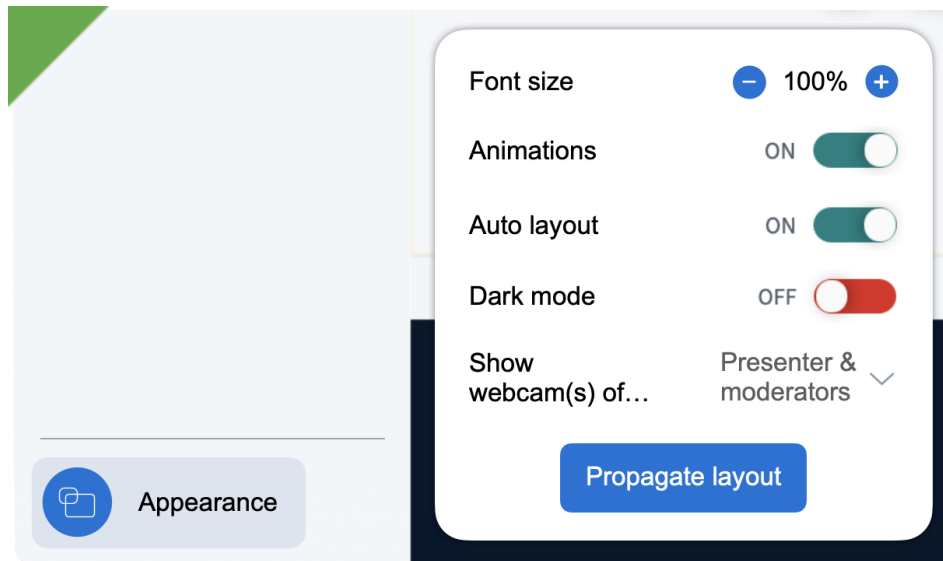 Font size
100%
Animations
ON
Auto layout
ON
Dark mode
OFF
Show
webcam(s) of…
Presenter &
moderators
Propagate layout
Appearance